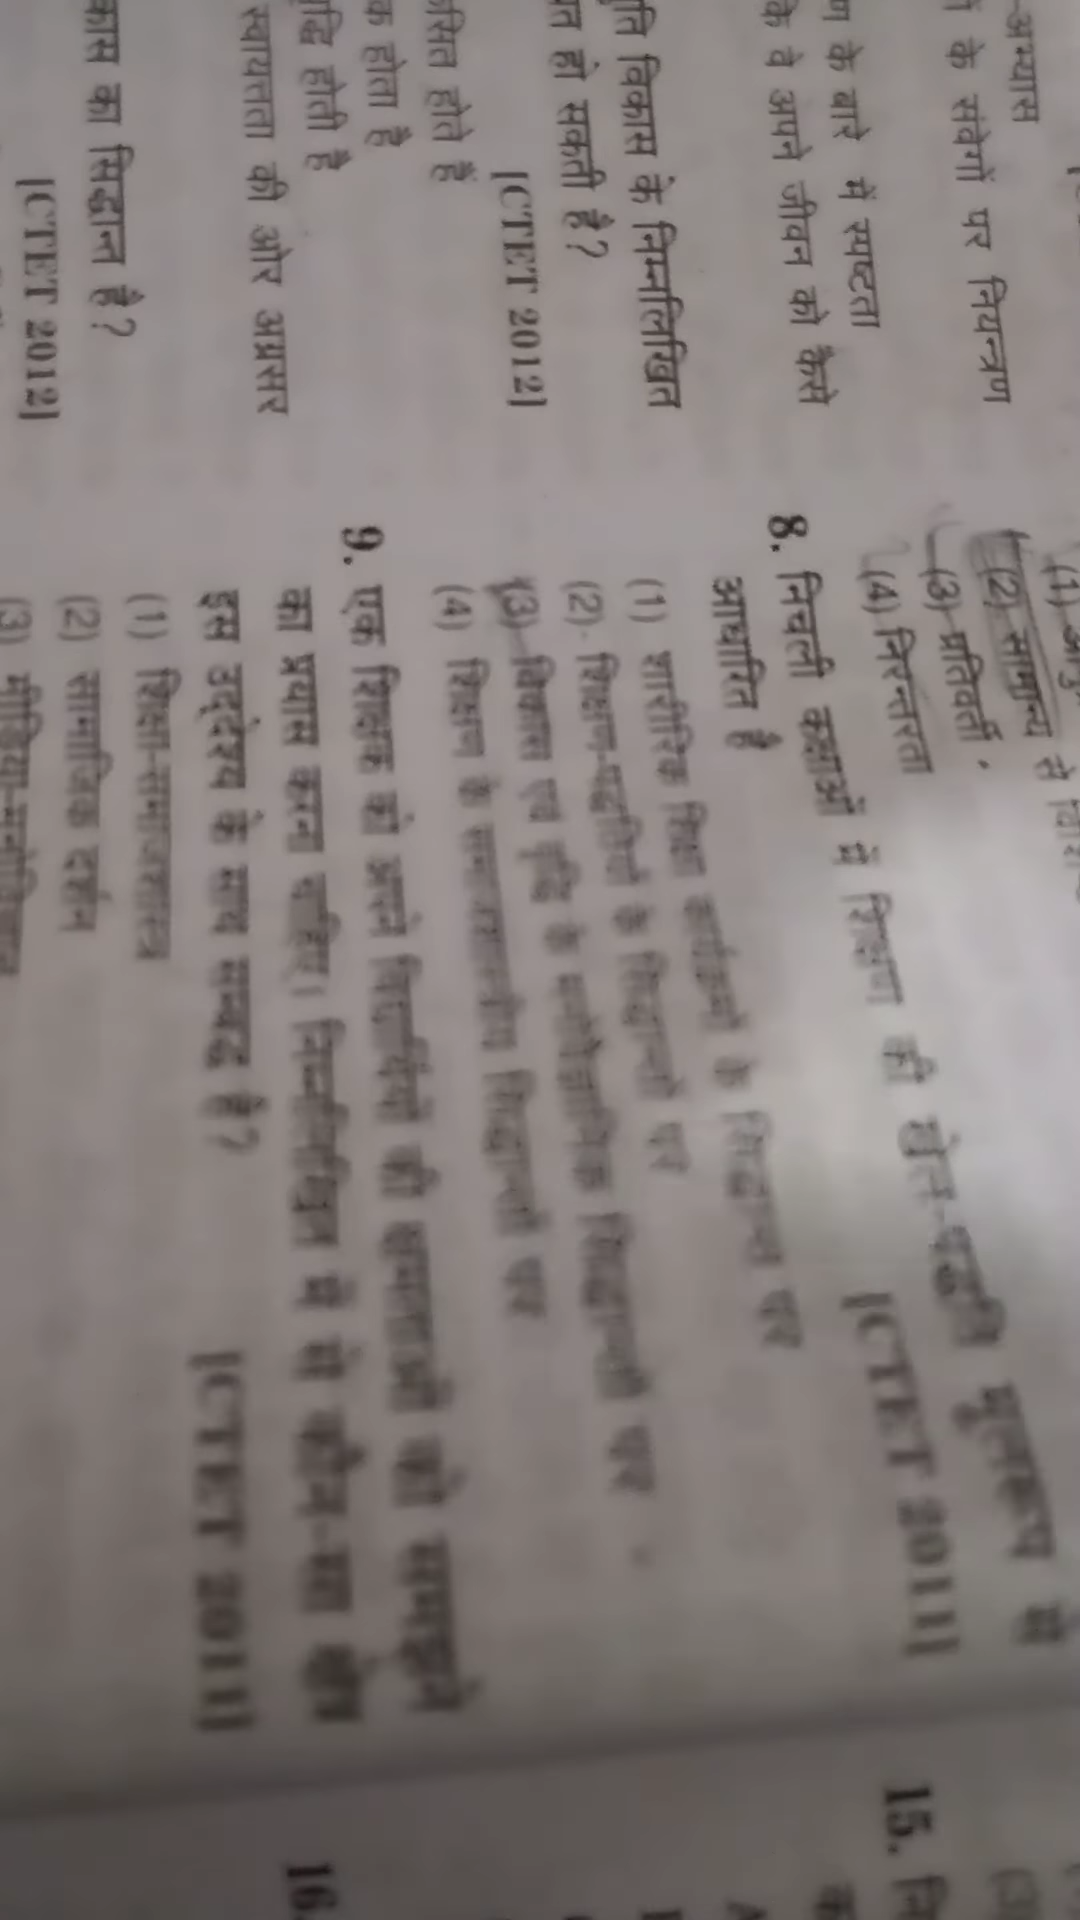 -अभ्यास
के संवेगों पर नियन्त्रण
के बारे में स्पष्टता
के वे अपने जीवन को कैसे
विकास के निम्नलिखित
हो सकती है?
[CTET 2012]
होते हैं
होता है
होती है
स्वायत्तता की ओर अग्रसर
का सिद्धान्त है?
[CTET 2012]
(1)
(2) सामान्य से
(3) प्रतिवर्ती
(4) निरन्तरता
8. निचली कक्षाओं में शिक्षण की खेल-पद्धति मूलरूप से
आधारित है
[CTET 2011]
(1) शारीरिक शिक्षा कार्यक्रमों के सिद्धान्त पर
(2) शिक्षण-पद्धतियों के सिद्धान्तों पर
(3) विकास एवं वृद्धि के मनोवैज्ञानिक सिद्धान्तों पर
(4) शिक्षण के समाजशास्त्रीय सिद्धान्तों पर
9. एक शिक्षक को अपने विद्यार्थियों की क्षमताओं को समझने
का प्रयास करना चाहिए। निम्नलिखित में से कौन-सा क्षेत्र
इस उद्देश्य के साथ सम्बद्ध है?
[CTET 2011]
(1) शिक्षा-समाजशास्त्र
(2) सामाजिक दर्शन
(3) मीडिया-मनोविज्ञान
15.
16.